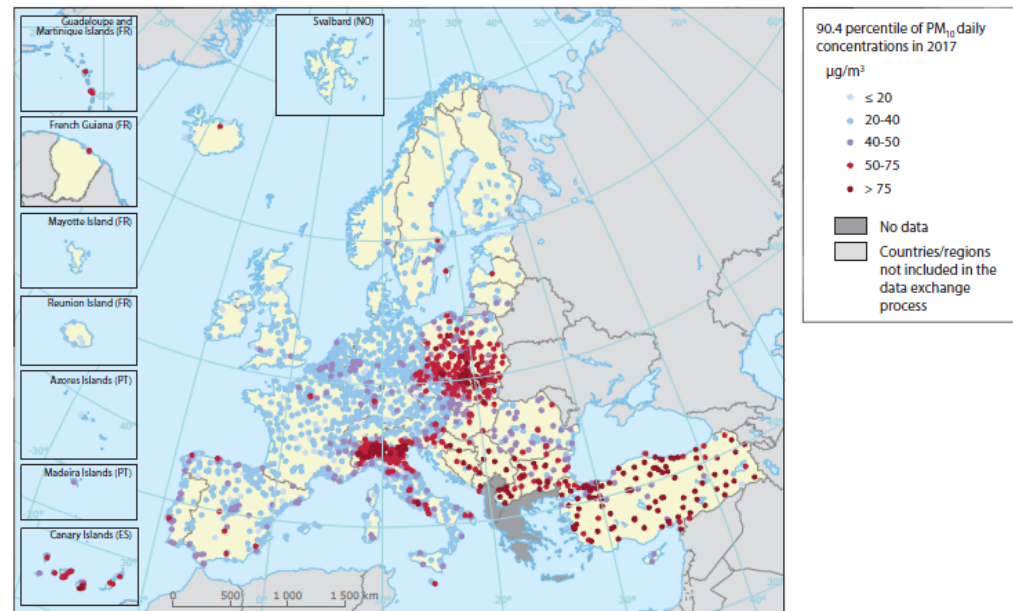 Guadeloupe and
Martinique Islands (FR)
French Guiana (FR)
Mayotte Island (FR)
Reunion Island (FR)
Azores Islands (PT)
Madeira Islands (PT)
Canary Islands (ES)
Svalbard (NO)
0 500 1 000 1 500 km
90.4 percentile of PM₁₀ daily
concentrations in 2017
µg/m³
≤ 20
20-40
40-50
50-75
> 75
No data
Countries/regions
not included in the
data exchange
process